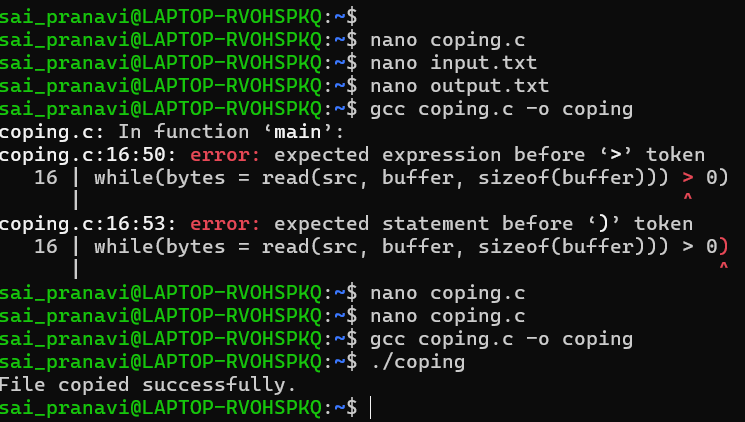 sai_pranavi@LAPTOP-RVOHSPKQ:~$
sai_pranavi@LAPTOP-RVOHSPKQ:~$ nano coping.c
sai_pranavi@LAPTOP-RVOHSPKQ:~$ nano input.txt
sai_pranavi@LAPTOP-RVOHSPKQ:~$ nano output.txt
sai_pranavi@LAPTOP-RVOHSPKQ:~$ gcc coping.c -o coping
coping.c: In function ‘main’:
coping.c:16:50: error: expected expression before ‘>’ token
   16 | while(bytes = read(src, buffer, sizeof(buffer))) > 0)
      |                                                  ^
coping.c:16:53: error: expected statement before ‘)’ token
   16 | while(bytes = read(src, buffer, sizeof(buffer))) > 0)
      |                                                     ^
sai_pranavi@LAPTOP-RVOHSPKQ:~$ nano coping.c
sai_pranavi@LAPTOP-RVOHSPKQ:~$ nano coping.c
sai_pranavi@LAPTOP-RVOHSPKQ:~$ gcc coping.c -o coping
sai_pranavi@LAPTOP-RVOHSPKQ:~$ ./coping
File copied successfully.
sai_pranavi@LAPTOP-RVOHSPKQ:~$